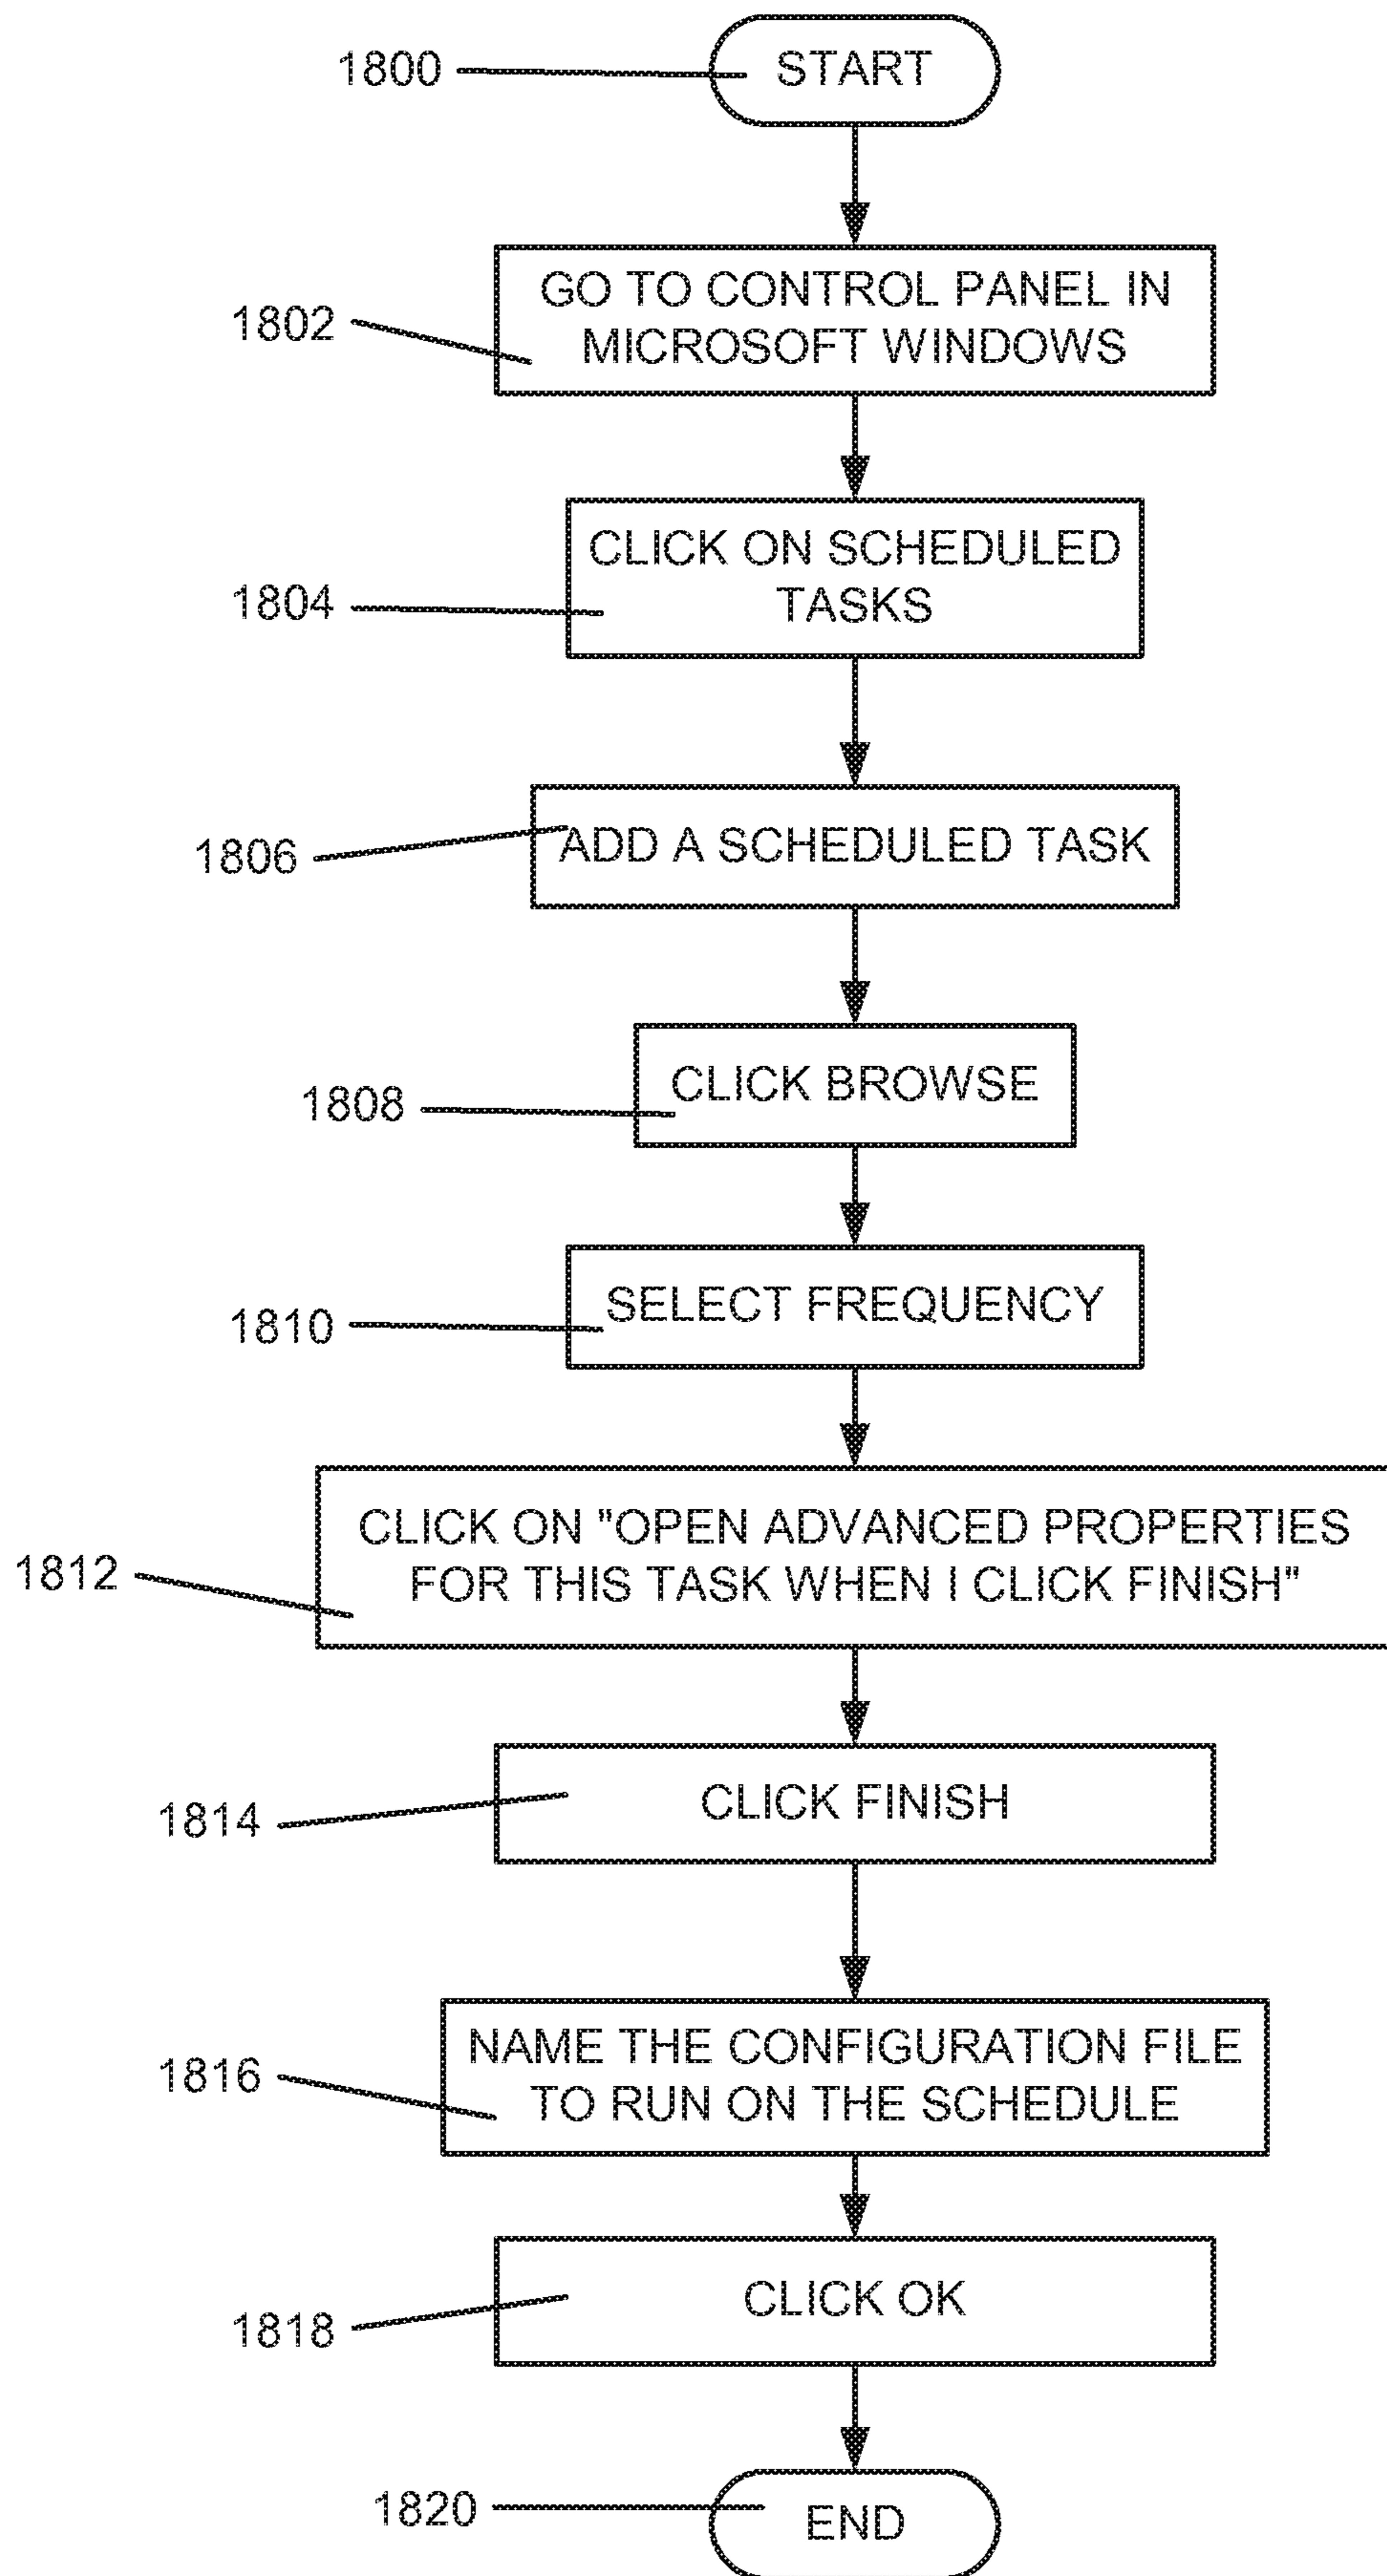 1800
START
1802
GO TO CONTROL PANEL IN
MICROSOFT WINDOWS
1804
CLICK ON SCHEDULED
TASKS
1806
ADD A SCHEDULED TASK
1808
CLICK BROWSE
1810
SELECT FREQUENCY
1812
CLICK ON "OPEN ADVANCED PROPERTIES
FOR THIS TASK WHEN I CLICK FINISH"
1814
CLICK FINISH
1816
NAME THE CONFIGURATION FILE
TO RUN ON THE SCHEDULE
1818
CLICK OK
1820
END